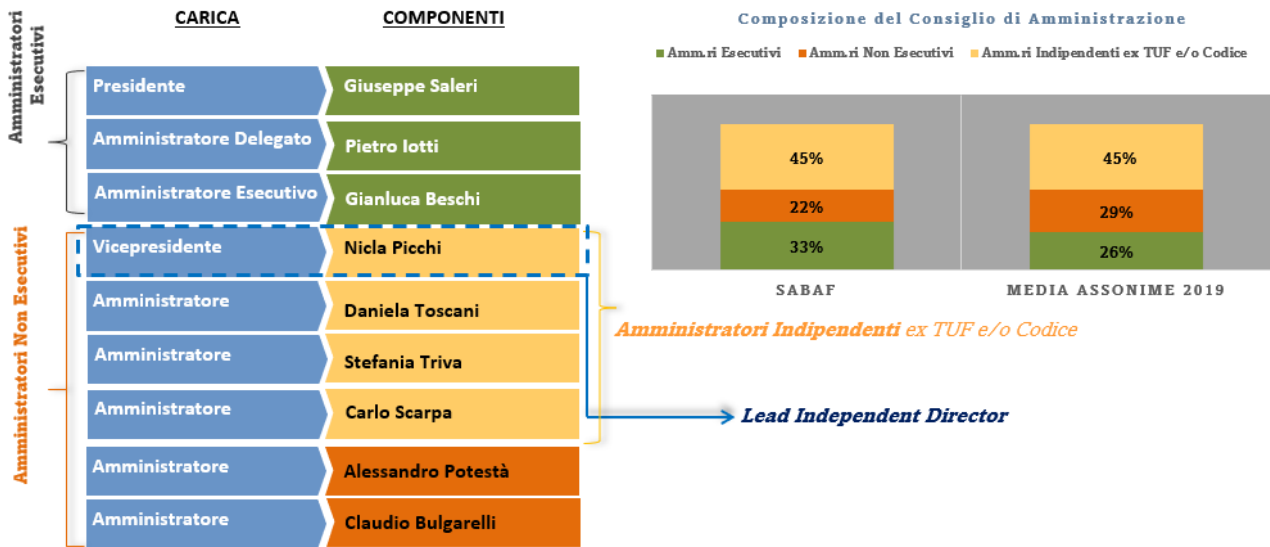 CARICA
COMPONENTI
Amministratori
Esecutivi
Presidente
Giuseppe Saleri
Amministratore Delegato
Pietro Iotti
Amministratore Esecutivo
Gianluca Beschi
Amministratori Non Esecutivi
Vicepresidente
Nicla Picchi
Amministratore
Daniela Toscani
Amministratore
Stefania Triva
Amministratore
Carlo Scarpa
Amministratore
Alessandro Potestà
Amministratore
Claudio Bulgarelli
Amministratori Indipendenti ex TUF e/o Codice
Lead Independent Director
Composizione del Consiglio di Amministrazione
Amm.ri Esecutivi
Amm.ri Non Esecutivi
Amm.ri Indipendenti ex TUF e/o Codice
45%
45%
22%
29%
33%
26%
SABAF
MEDIA ASSONIME 2019